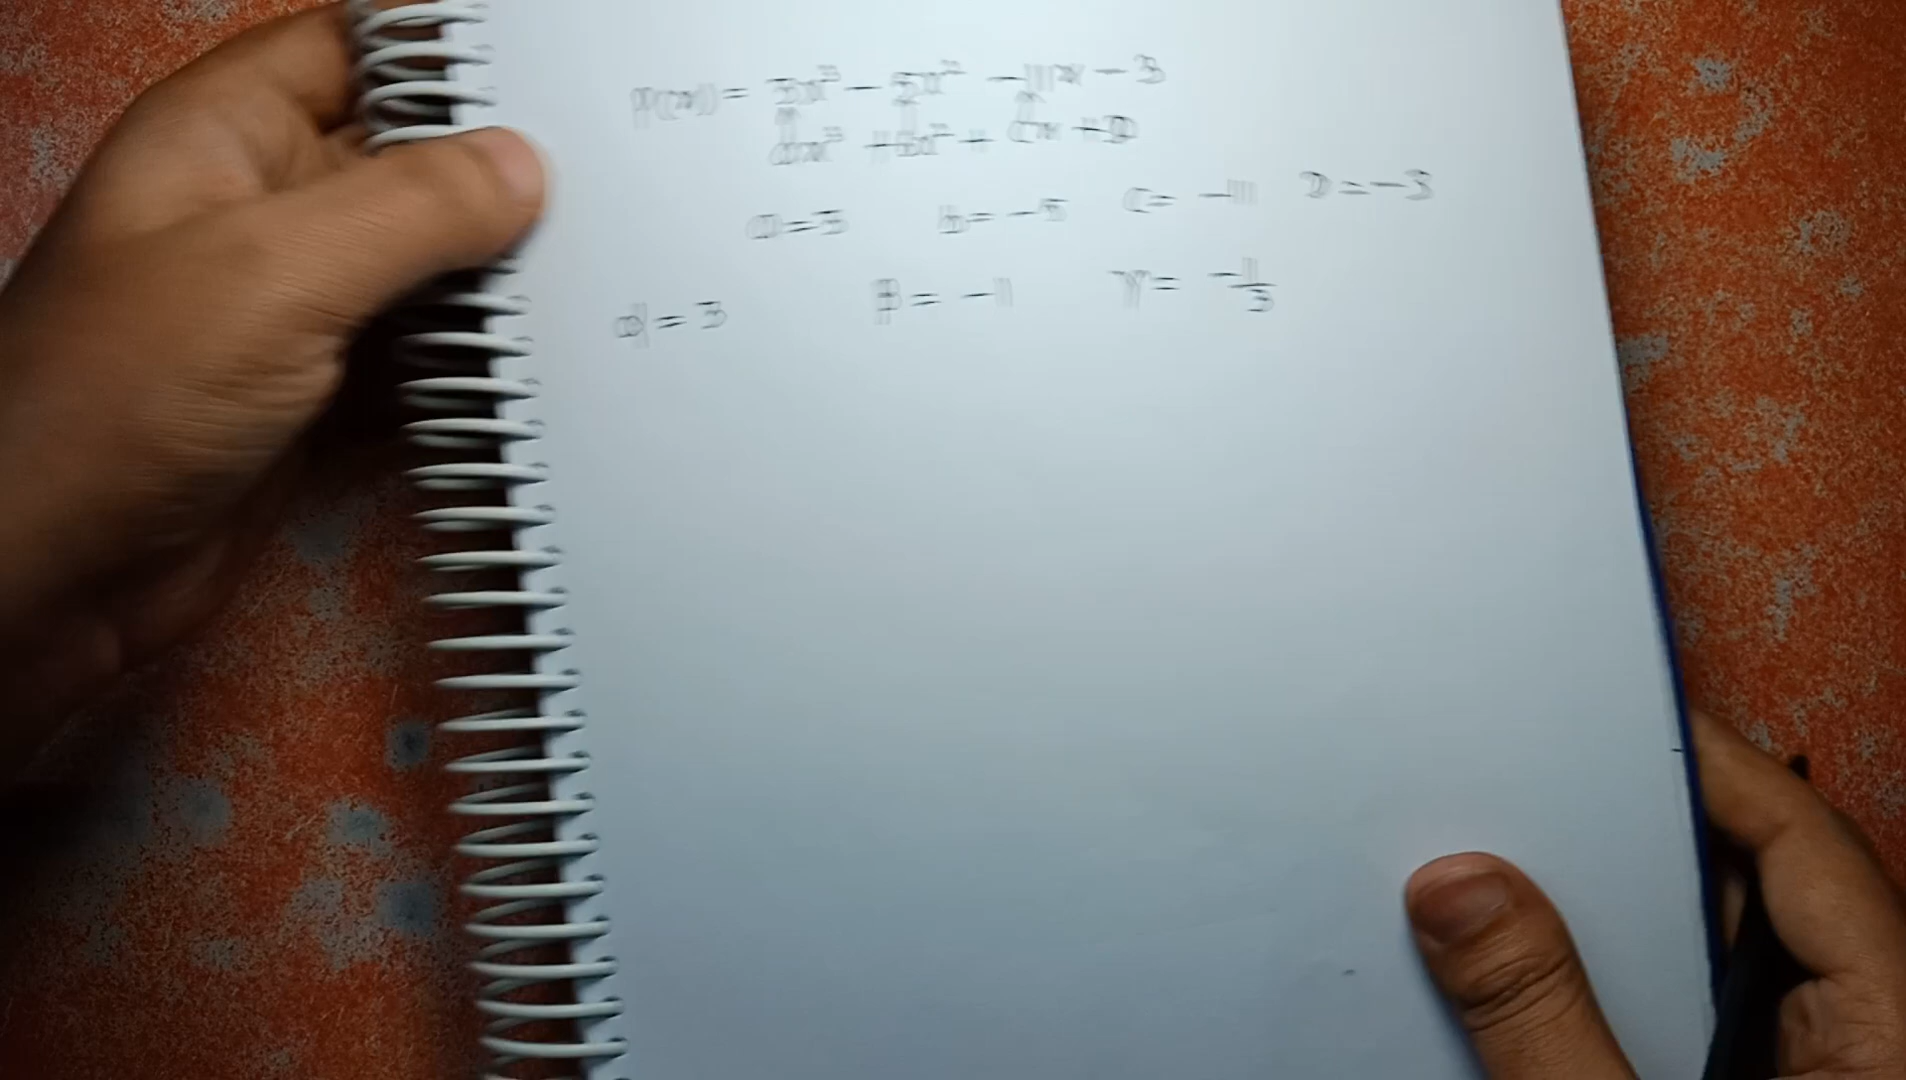 p(x) = 3x³ - 5x² - 11x - 3
ax³ + bx² + cx + D
a = 3 b = -5 c = -11 D = -3
α = 3 β = -1 γ = -1/3